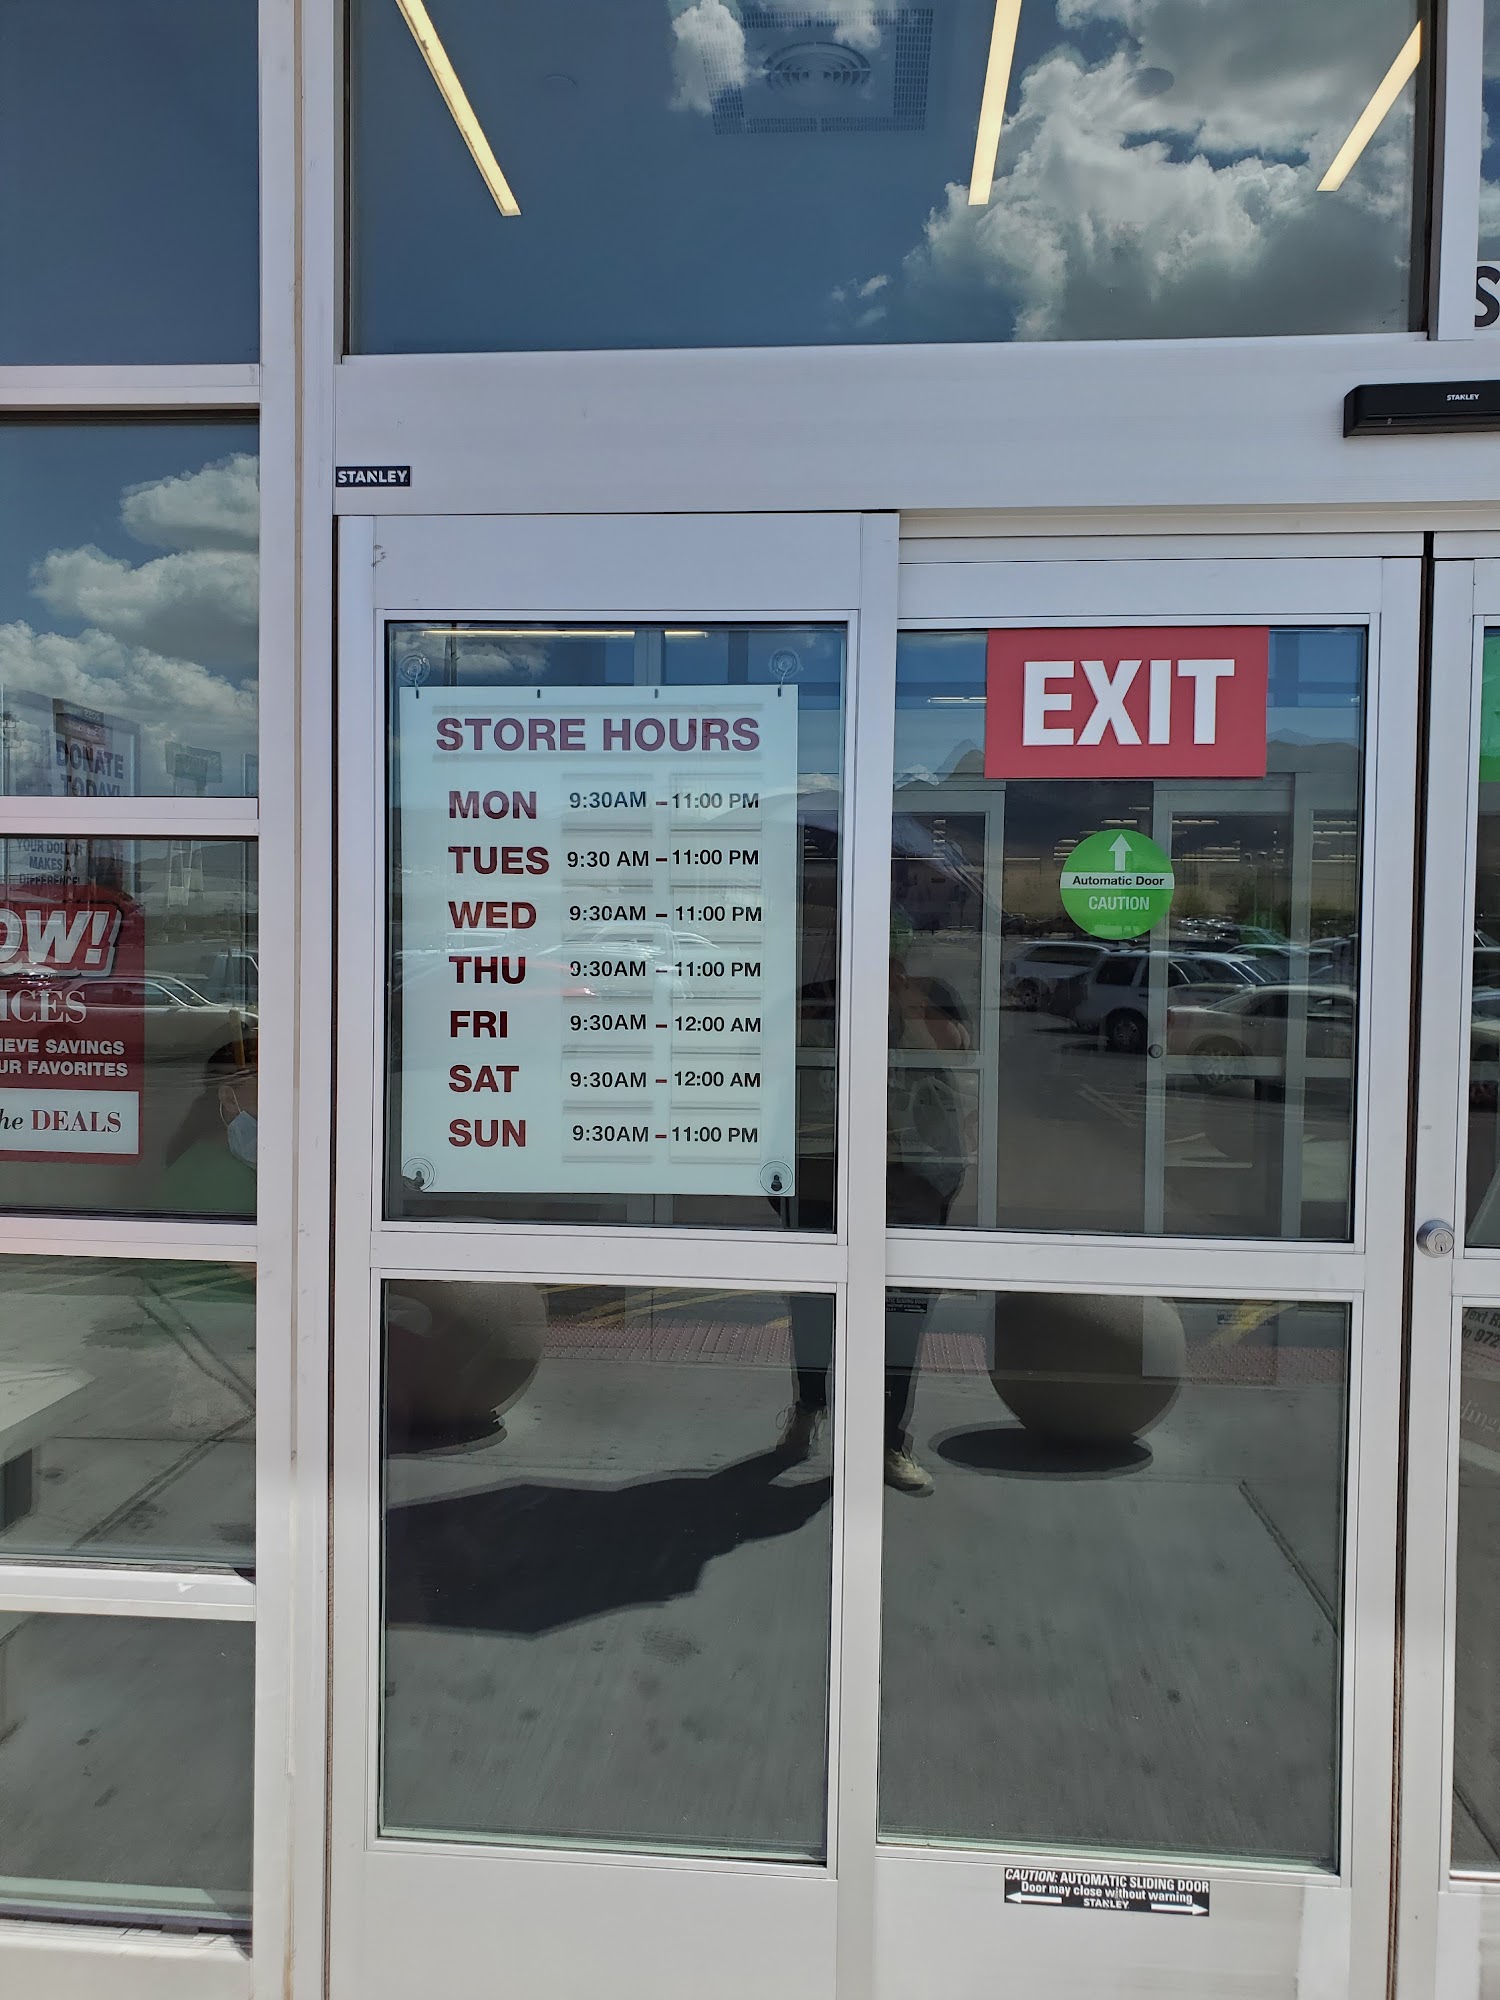 STANLEY
STANLEY
STORE HOURS
MON 9:30AM – 11:00 PM
TUES 9:30 AM – 11:00 PM
WED 9:30AM – 11:00 PM
THU 9:30AM – 11:00 PM
FRI 9:30AM – 12:00 AM
SAT 9:30AM – 12:00 AM
SUN 9:30AM – 11:00 PM
EXIT
Automatic Door
CAUTION
DONATE
TODAY!
YOUR DOLLAR
MAKES A
DIFFERENCE!
OW!
ICES
IEVE SAVINGS
UR FAVORITES
he DEALS
CAUTION: AUTOMATIC SLIDING DOOR
Door may close without warning
STANLEY